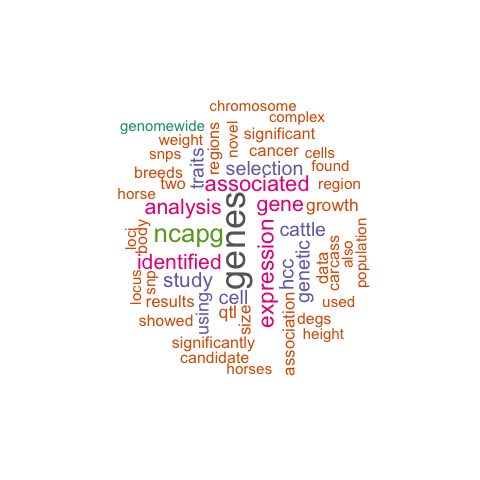 chromosome
complex
genomewide
significant
weight
regions
novel
cancer
cells
snps
traits
selection
found
breeds
two
associated
region
horse
analysis
genes
gene
growth
loci
body
ncapg
expression
cattle
population
also
carcass
data
genetic
hcc
identified
locus
snp
study
cell
using
results
qtl
size
association
used
showed
degs
height
significantly
candidate
horses